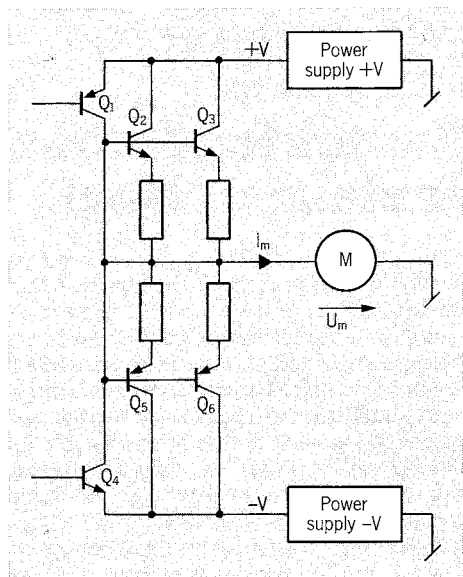 +V
Power
supply +V
Q₁
Q₂
Q₃
Iₘ
M
Uₘ
Q₅
Q₆
Q₄
−V
Power
supply −V